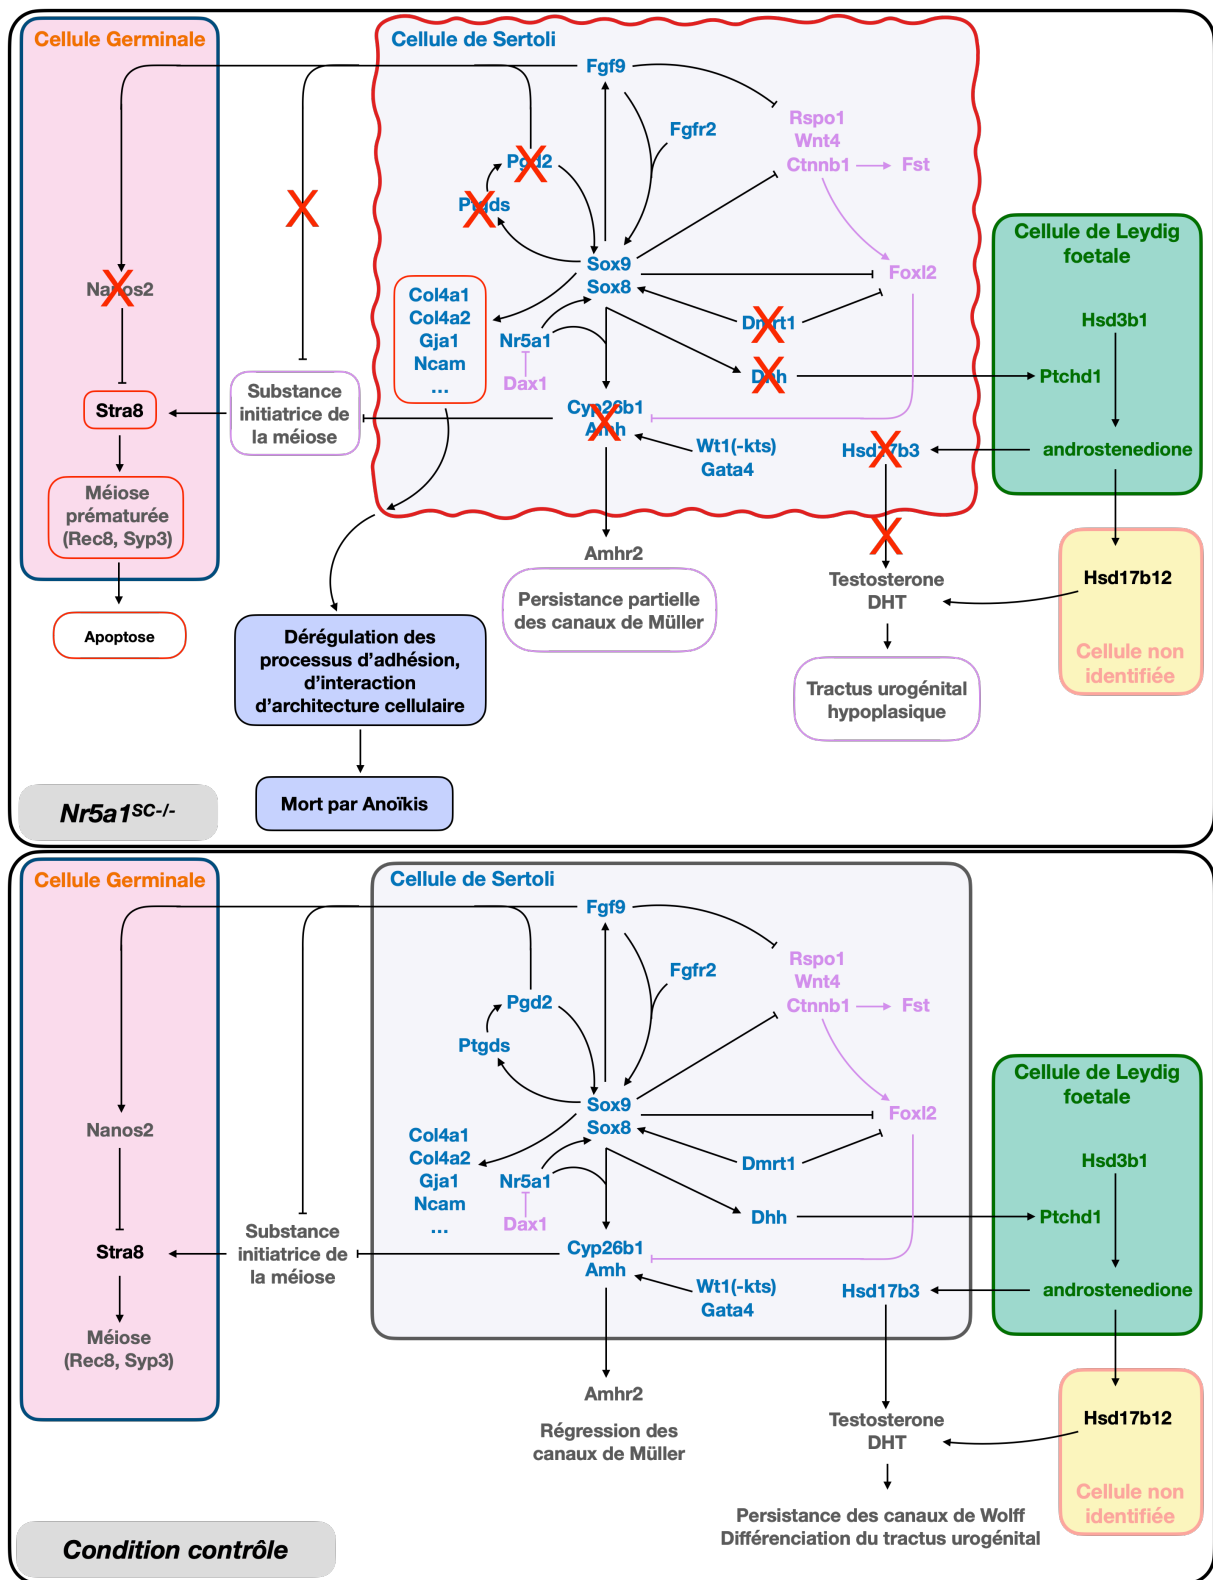 Cellule Germinale
Cellule de Sertoli
Fgf9
Rspo1
Wnt4
Ctnnb1
Fst
Fgfr2
Pgd2
Ptgds
Cellule de Leydig
foetale
Sox9
Sox8
Foxl2
Nanos2
Col4a1
Col4a2
Gja1
Ncam
...
Nr5a1
Dax1
Dmrt1
Dhh
Hsd3b1
Ptchd1
androstenedione
Stra8
Substance
initiatrice de
la méiose
Cyp26b1
Amh
Wt1(-kts)
Gata4
Hsd17b3
Méiose
prématurée
(Rec8, Syp3)
Apoptose
Amhr2
Persistance partielle
des canaux de Müller
Testosterone
DHT
Hsd17b12
Cellule non
identifiée
Dérégulation des
processus d'adhésion,
d'interaction
d'architecture cellulaire
Tractus urogénital
hypoplasique
Mort par Anoïkis
Nr5a1SC-/-
Cellule Germinale
Cellule de Sertoli
Fgf9
Rspo1
Wnt4
Ctnnb1
Fst
Fgfr2
Pgd2
Ptgds
Cellule de Leydig
foetale
Sox9
Sox8
Foxl2
Nanos2
Col4a1
Col4a2
Gja1
Ncam
...
Nr5a1
Dax1
Dmrt1
Dhh
Hsd3b1
Ptchd1
androstenedione
Stra8
Substance
initiatrice de
la méiose
Cyp26b1
Amh
Wt1(-kts)
Gata4
Hsd17b3
Méiose
(Rec8, Syp3)
Amhr2
Régression des
canaux de Müller
Testosterone
DHT
Hsd17b12
Cellule non
identifiée
Persistance des canaux de Wolff
Différenciation du tractus urogénital
Condition contrôle